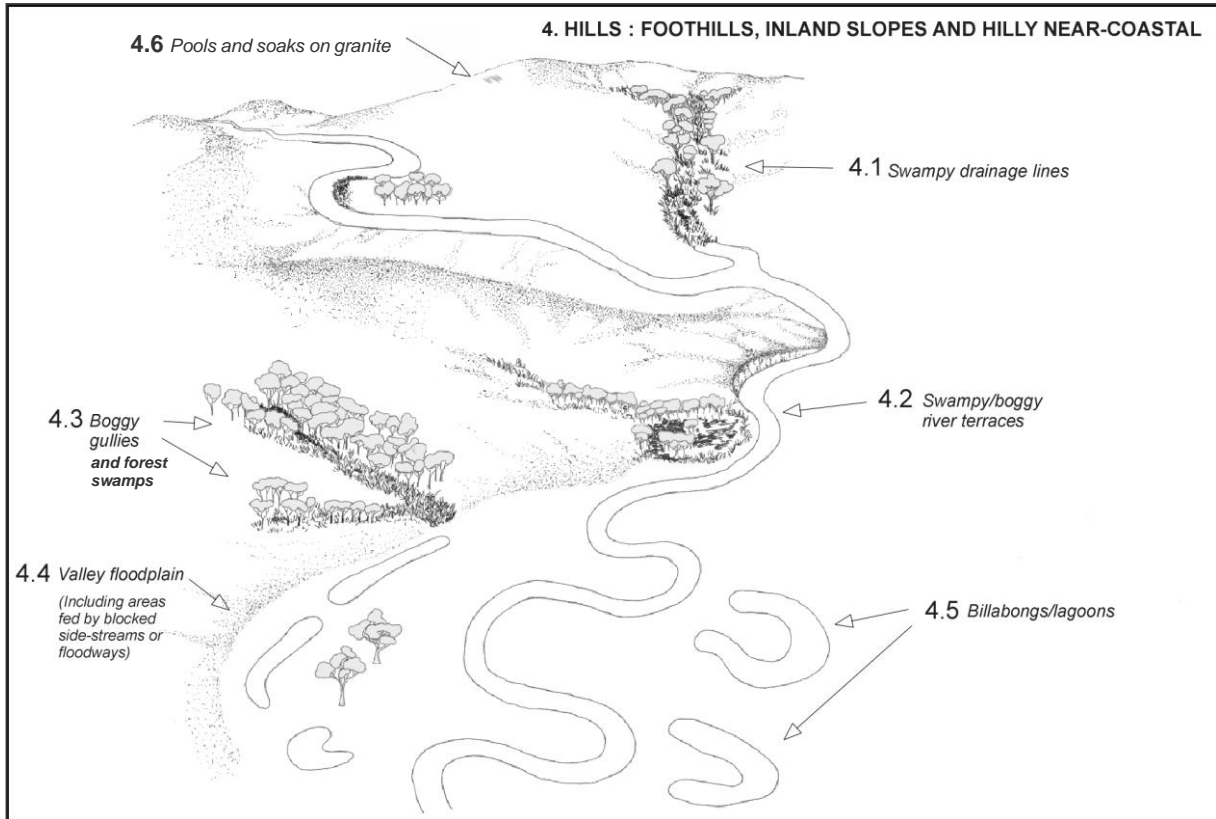 4. HILLS : FOOTHILLS, INLAND SLOPES AND HILLY NEAR-COASTAL
4.6 Pools and soaks on granite
4.1 Swampy drainage lines
4.2 Swampy/boggy
river terraces
4.3 Boggy
gullies
and forest
swamps
4.4 Valley floodplain
(Including areas
fed by blocked
side-streams or
floodways)
4.5 Billabongs/lagoons